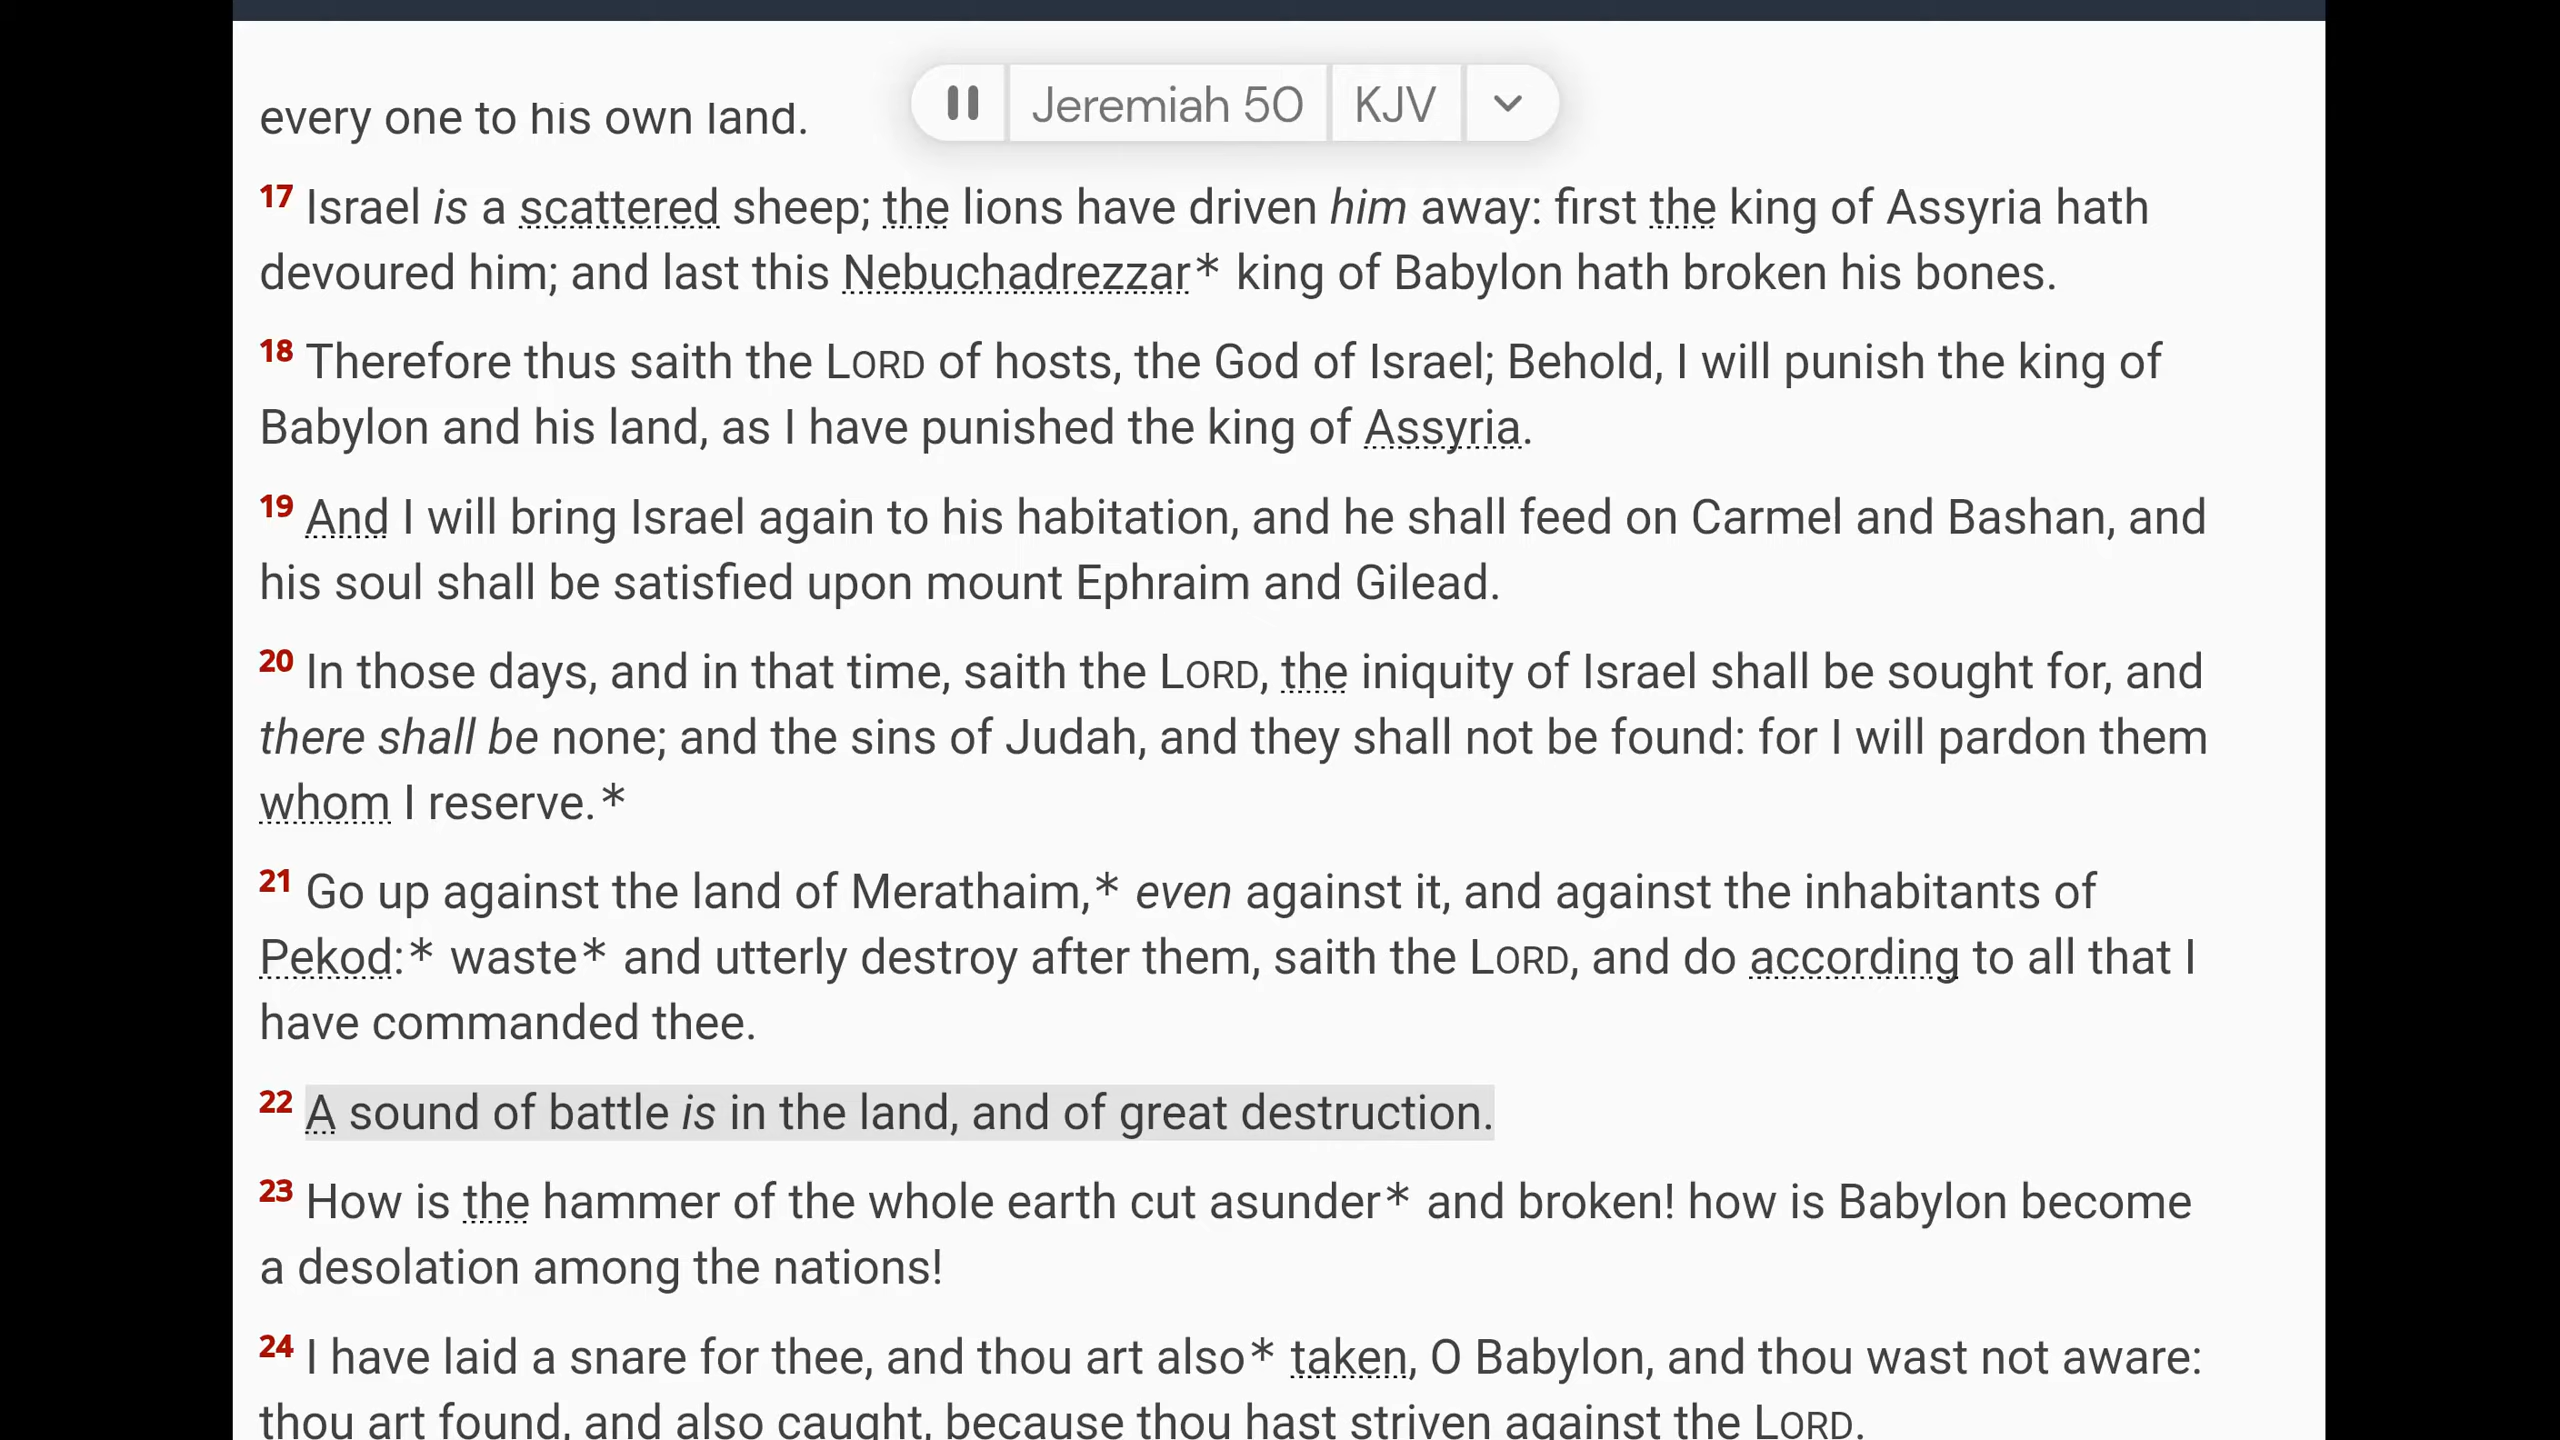 Jeremiah 50 KJV
every one to his own land.
17 Israel is a scattered sheep; the lions have driven him away: first the king of Assyria hath
devoured him; and last this Nebuchadrezzar* king of Babylon hath broken his bones.
18 Therefore thus saith the LORD of hosts, the God of Israel; Behold, I will punish the king of
Babylon and his land, as I have punished the king of Assyria.
19 And I will bring Israel again to his habitation, and he shall feed on Carmel and Bashan, and
his soul shall be satisfied upon mount Ephraim and Gilead.
20 In those days, and in that time, saith the LORD, the iniquity of Israel shall be sought for, and
there shall be none; and the sins of Judah, and they shall not be found: for I will pardon them
whom I reserve.*
21 Go up against the land of Merathaim,* even against it, and against the inhabitants of
Pekod:* waste* and utterly destroy after them, saith the LORD, and do according to all that I
have commanded thee.
22 A sound of battle is in the land, and of great destruction.
23 How is the hammer of the whole earth cut asunder* and broken! how is Babylon become
a desolation among the nations!
24 I have laid a snare for thee, and thou art also* taken, O Babylon, and thou wast not aware:
thou art found, and also caught, because thou hast striven against the LORD.